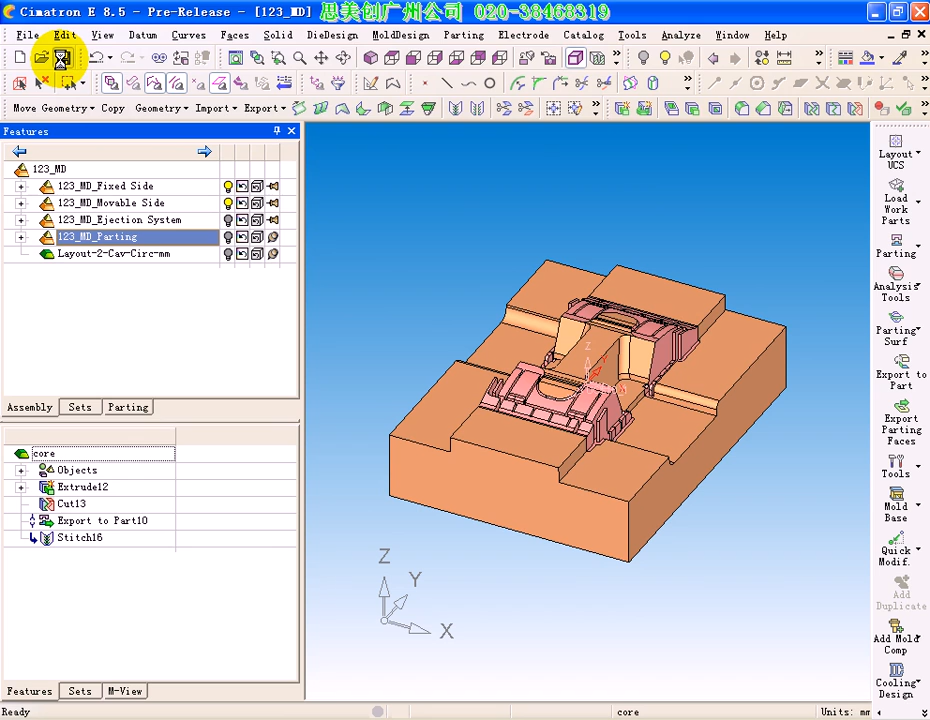 Cimatron E 8.5 - Pre-Release - [123_MD] 思美创广州公司 020-38468319
File Edit View Datum Curves Solid Faces DieDesign MoldDesign Parting Electrode Catalog Tools Analyze Window Help
Move Geometry Copy Geometry Import Export
Features
123_MD
123_MD_Fixed Side
123_MD_Movable Side
123_MD_Ejection System
123_MD_Parting
Layout-2-Cav-Circ-mm
Assembly Sets Parting
core
Objects
Extrude12
Cut13
Export to Part10
Stitch16
Features Sets M-View
Z
Y
X
Z
Layout
UCS
Load
Work
Parts
Parting
Analysis
Tools
Parting
Surf
Export to
Part
Export
Parting
Faces
Tools
Mold
Base
Quick
Modif.
Add
Duplicate
Add Mold
Comp
Cooling
Design
Ready core Units: mm